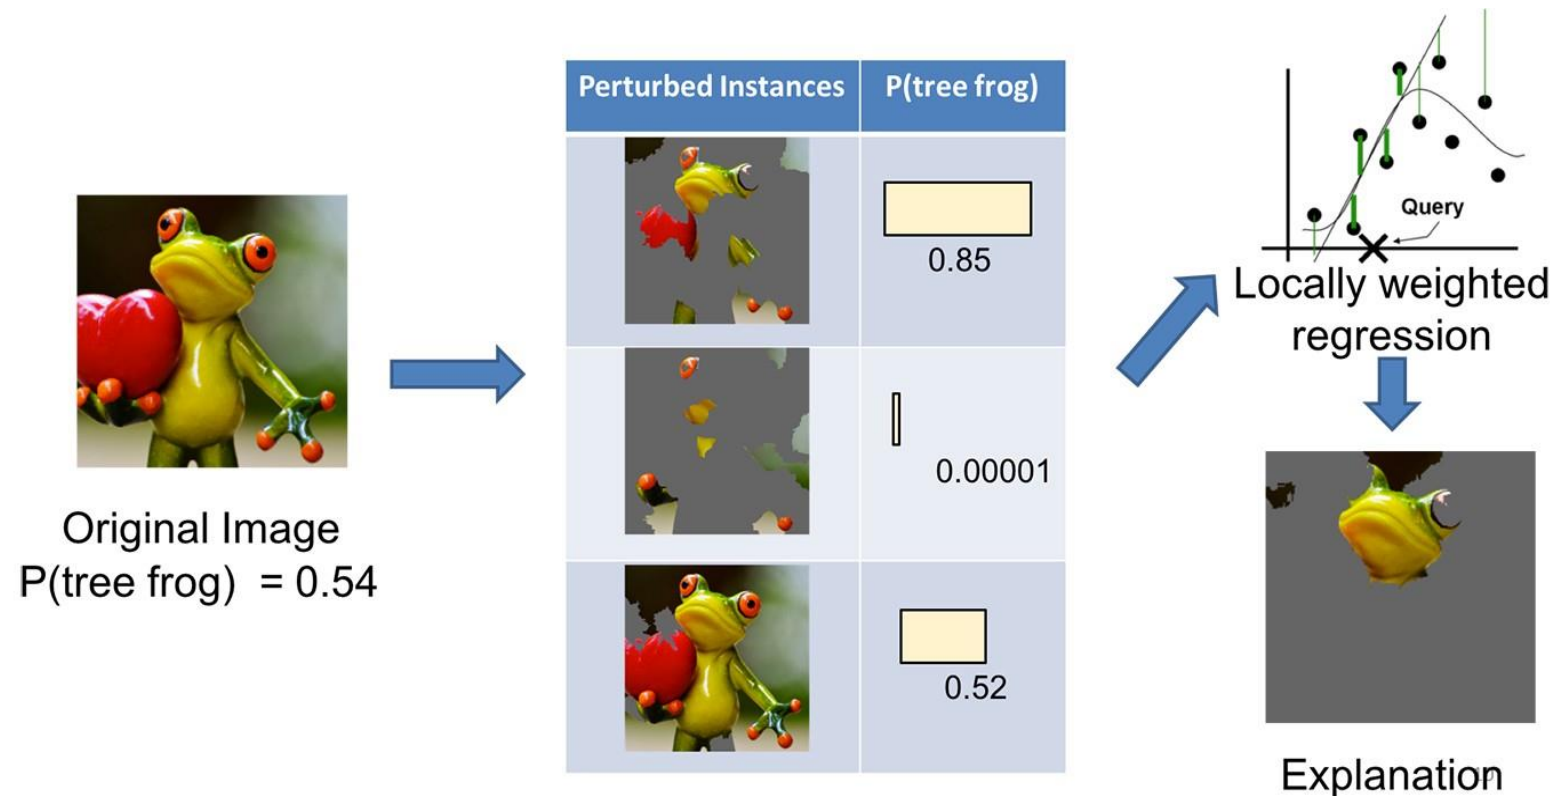 Original Image
P(tree frog) = 0.54
Perturbed Instances
P(tree frog)
0.85
0.00001
0.52
Query
Locally weighted
regression
Explanation